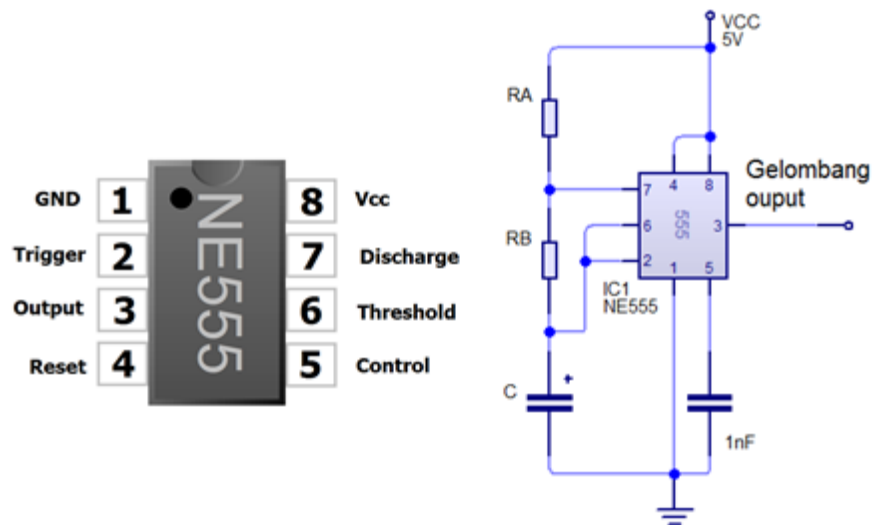 GND 1
Trigger 2
Output 3
Reset 4
NE555
8 Vcc
7 Discharge
6 Threshold
5 Control
VCC
5V
RA
RB
C
+
7
6
2
4
8
3
1
5
555
IC1
NE555
Gelombang
ouput
1nF